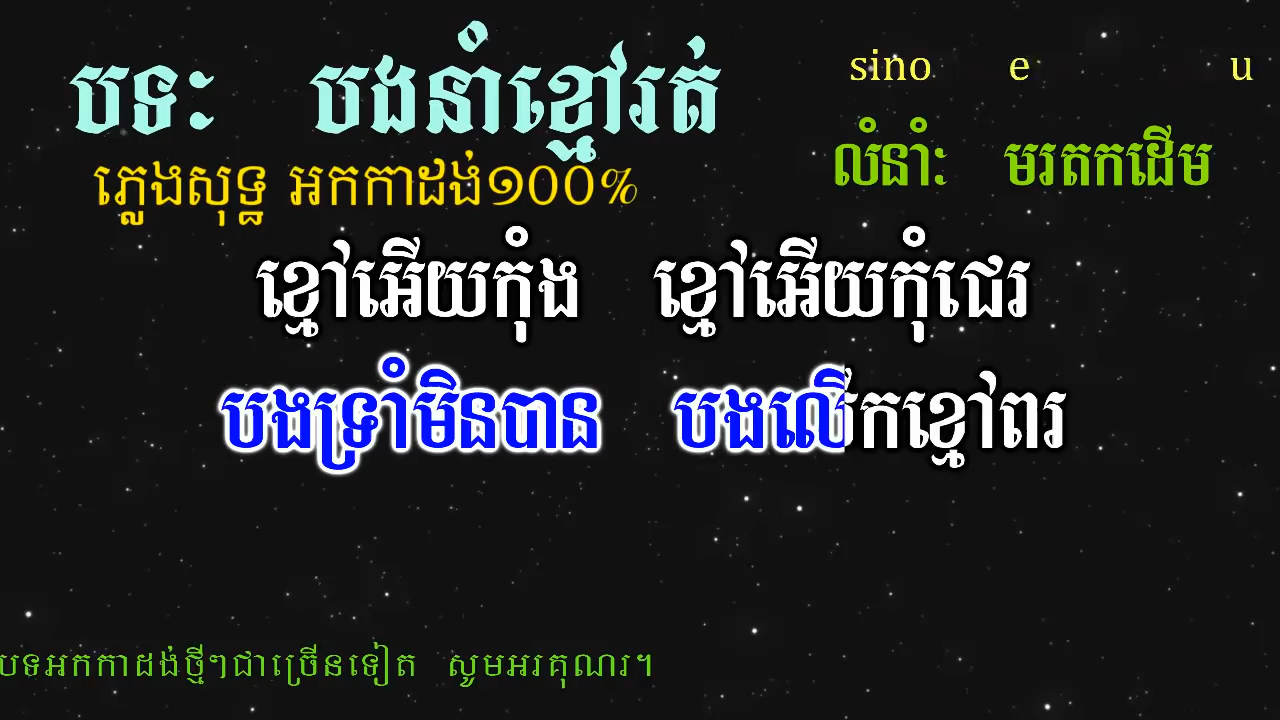 បទៈ បងនាំខ្មៅរត់
sino e u
ភ្លេងសុទ្ឋ អកកាដង់១០០%
លំនាំៈ មរតកដើម
ខ្មៅអើយកុំង ខ្មៅអើយកុំជេរ
បងទ្រាំមិនបាន បងលើកខ្មៅពរ
បទអកកាដង់ថ្មីៗជាច្រើនទៀត សូមអរគុណរ។